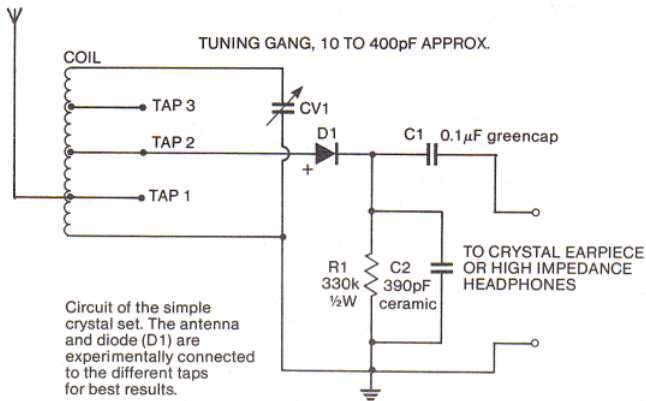 TUNING GANG, 10 TO 400pF APPROX.
COIL
TAP 3
CV1
TAP 2
D1
C1 0.1µF greencap
+
TAP 1
R1
330k
½W
C2
390pF
ceramic
TO CRYSTAL EARPIECE
OR HIGH IMPEDANCE
HEADPHONES
Circuit of the simple
crystal set. The antenna
and diode (D1) are
experimentally connected
to the different taps
for best results.